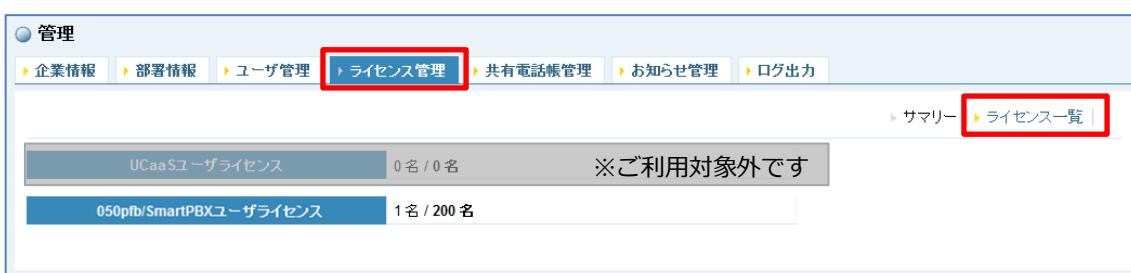 管理
企業情報 部署情報 ユーザ管理 ライセンス管理 共有電話帳管理 お知らせ管理 ログ出力
サマリー ライセンス一覧
UCaaSユーザライセンス 0名 / 0名 ※ご利用対象外です
050pfb/SmartPBXユーザライセンス 1名 / 200名